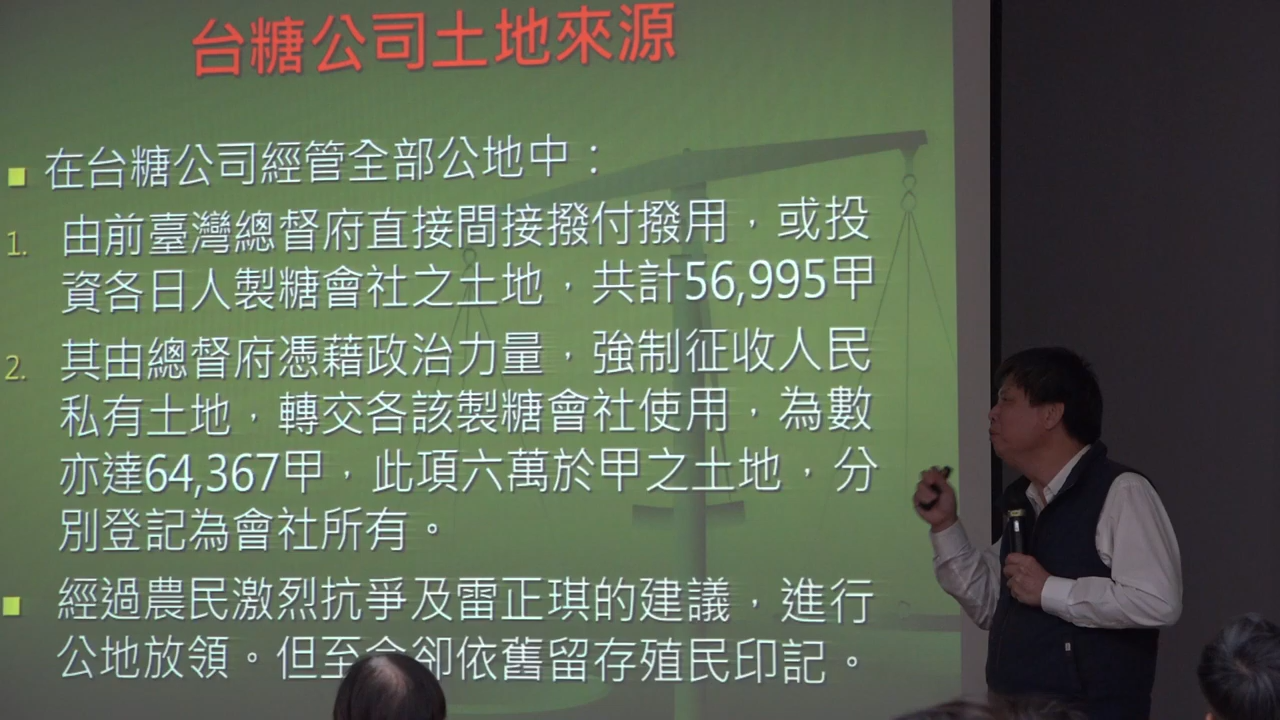 台糖公司土地來源
在台糖公司經管全部公地中：
1. 由前臺灣總督府直接間接撥付撥用，或投
資各日人製糖會社之土地，共計56,995甲
2. 其由總督府憑藉政治力量，強制征收人民
私有土地，轉交各該製糖會社使用，為數
亦達64,367甲，此項六萬於甲之土地，分
別登記為會社所有。
經過農民激烈抗爭及雷正琪的建議，進行
公地放領。但至今卻依舊留存殖民印記。